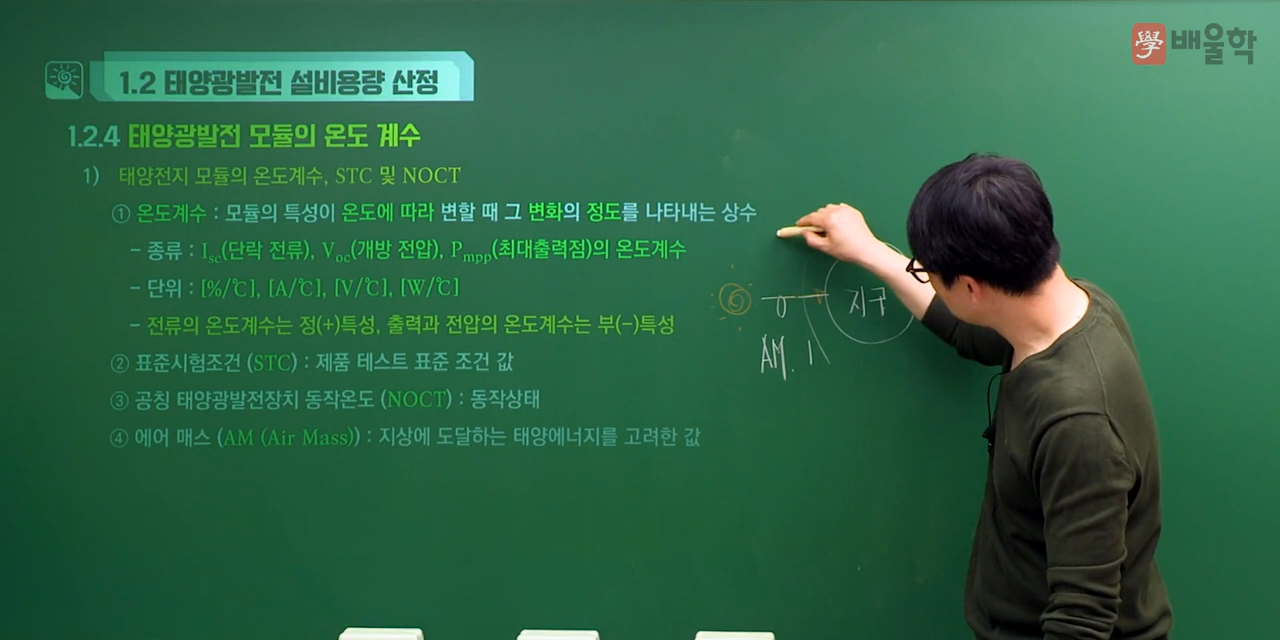 學 배울학
1.2 태양광발전 설비용량 산정
1.2.4 태양광발전 모듈의 온도 계수
1) 태양전지 모듈의 온도계수, STC 및 NOCT
① 온도계수 : 모듈의 특성이 온도에 따라 변할 때 그 변화의 정도를 나타내는 상수
- 종류 : Isc(단락 전류), Voc(개방 전압), Pmpp(최대출력점)의 온도계수
- 단위 : [%/℃], [A/℃], [V/℃], [W/℃]
- 전류의 온도계수는 정(+)특성, 출력과 전압의 온도계수는 부(-)특성
② 표준시험조건 (STC) : 제품 테스트 표준 조건 값
③ 공칭 태양광발전장치 동작온도 (NOCT) : 동작상태
④ 에어 매스 (AM (Air Mass)) : 지상에 도달하는 태양에너지를 고려한 값
0 지구
AM. 1